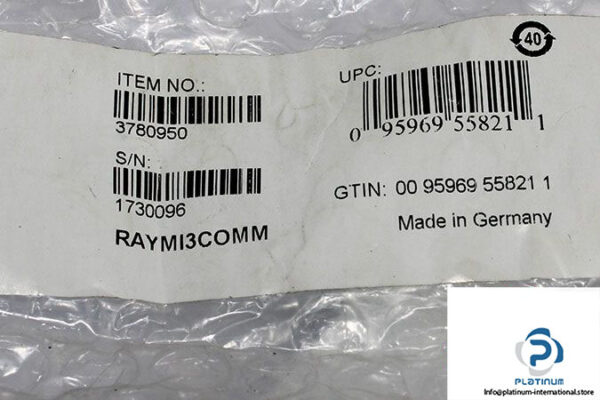 ITEM NO.:
3780950
S/N:
1730096
RAYMI3COMM
40
UPC:
0 95969 55821 1
GTIN: 00 95969 55821 1
Made in Germany
PLATINUM
Info@platinum-international.store